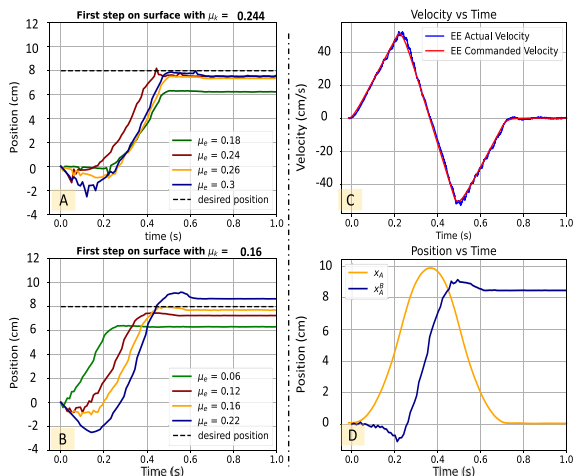 First step on surface with μk = 0.244
Position (cm)
12
10
8
6
4
2
0
-2
-4
μe = 0.18
μe = 0.24
μe = 0.26
μe = 0.3
desired position
A
0.0 0.2 0.4 0.6 0.8 1.0
time (s)
First step on surface with μk = 0.16
Position (cm)
12
10
8
6
4
2
0
-2
-4
μe = 0.06
μe = 0.12
μe = 0.16
μe = 0.22
desired position
B
0.0 0.2 0.4 0.6 0.8 1.0
Time (s)
Velocity vs Time
Velocity (cm/s)
40
20
0
-20
-40
EE Actual Velocity
EE Commanded Velocity
C
0.0 0.2 0.4 0.6 0.8 1.0
Time (s)
Position vs Time
Position (cm)
10
8
6
4
2
0
xA
xAB
D
0.0 0.2 0.4 0.6 0.8 1.0
Time (s)